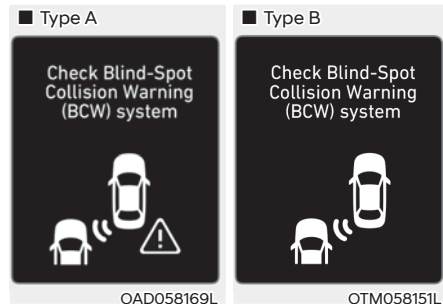 ■ Type A
Check Blind-Spot
Collision Warning
(BCW) system
OAD058169L
■ Type B
Check Blind-Spot
Collision Warning
(BCW) system
OTM058151L